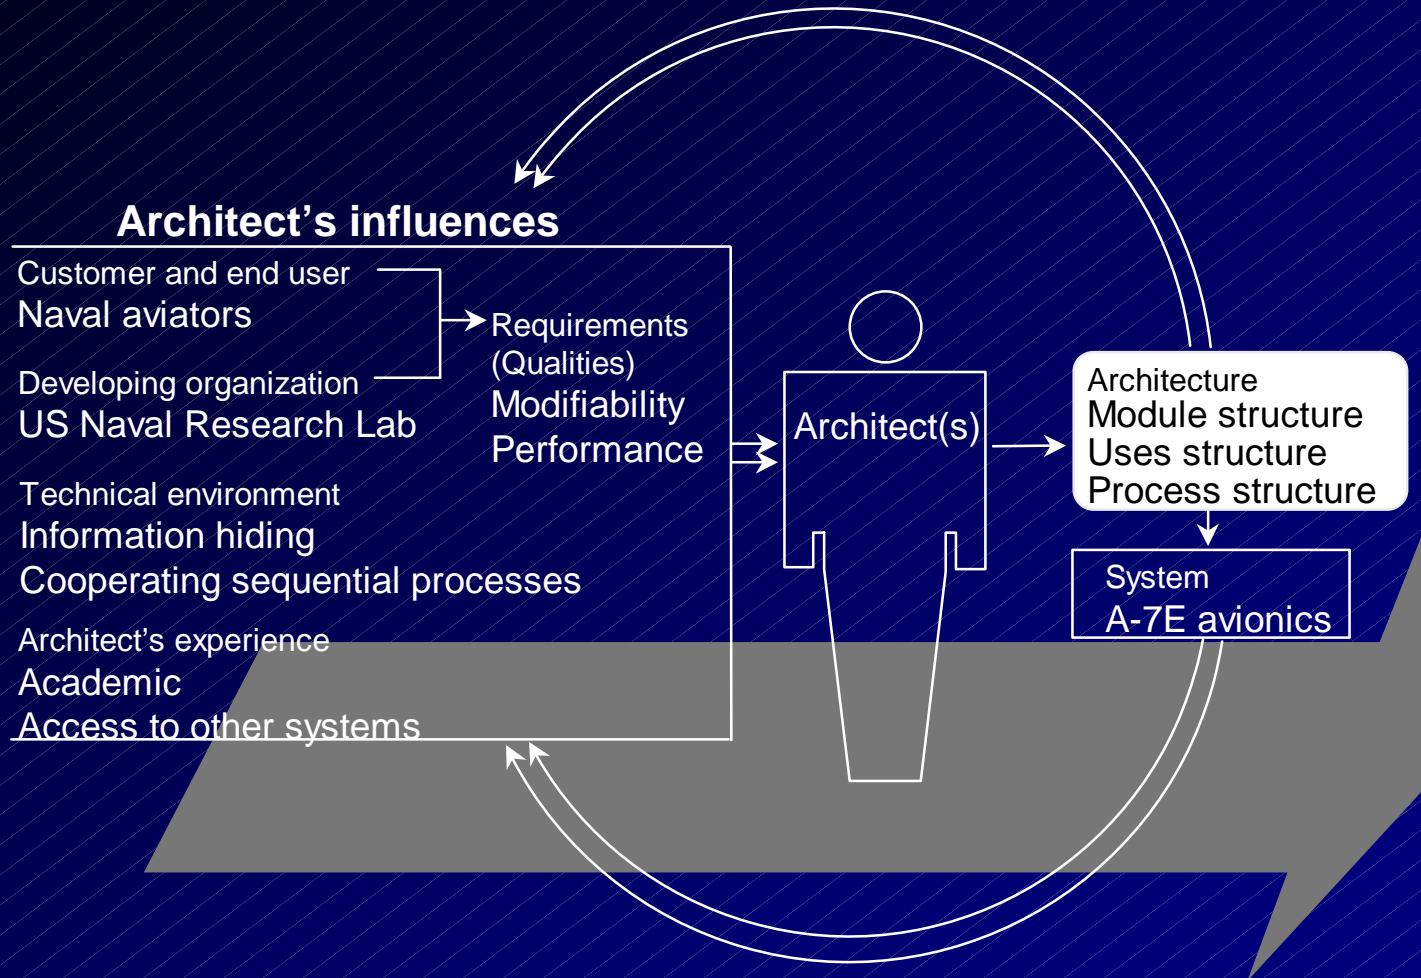 Architect’s influences
Customer and end user
Naval aviators
Developing organization
US Naval Research Lab
Technical environment
Information hiding
Cooperating sequential processes
Architect’s experience
Academic
Access to other systems
Requirements
(Qualities)
Modifiability
Performance
Architect(s)
Architecture
Module structure
Uses structure
Process structure
System
A-7E avionics